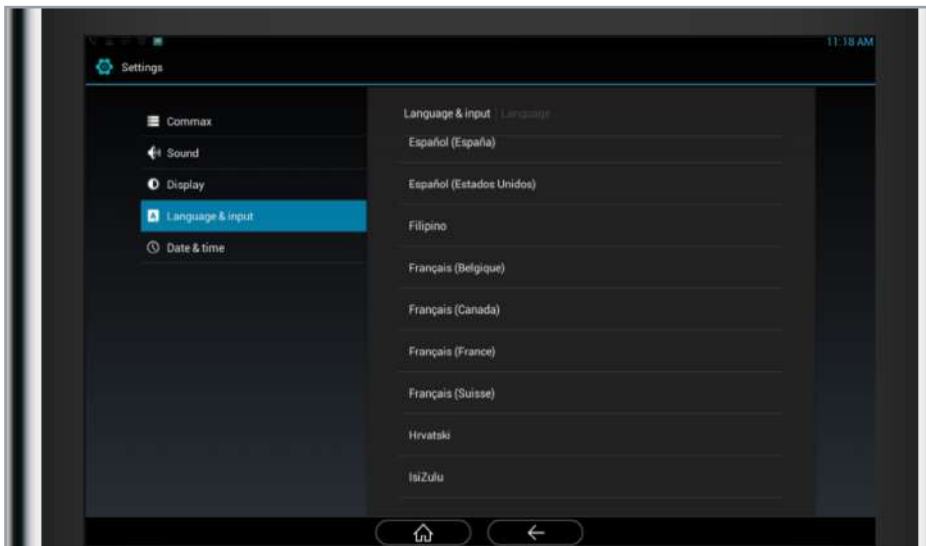 11:18 AM
Settings
Commax
Sound
Display
Language & input
Date & time
Language & input | Language
Español (España)
Español (Estados Unidos)
Filipino
Français (Belgique)
Français (Canada)
Français (France)
Français (Suisse)
Hrvatski
IsiZulu